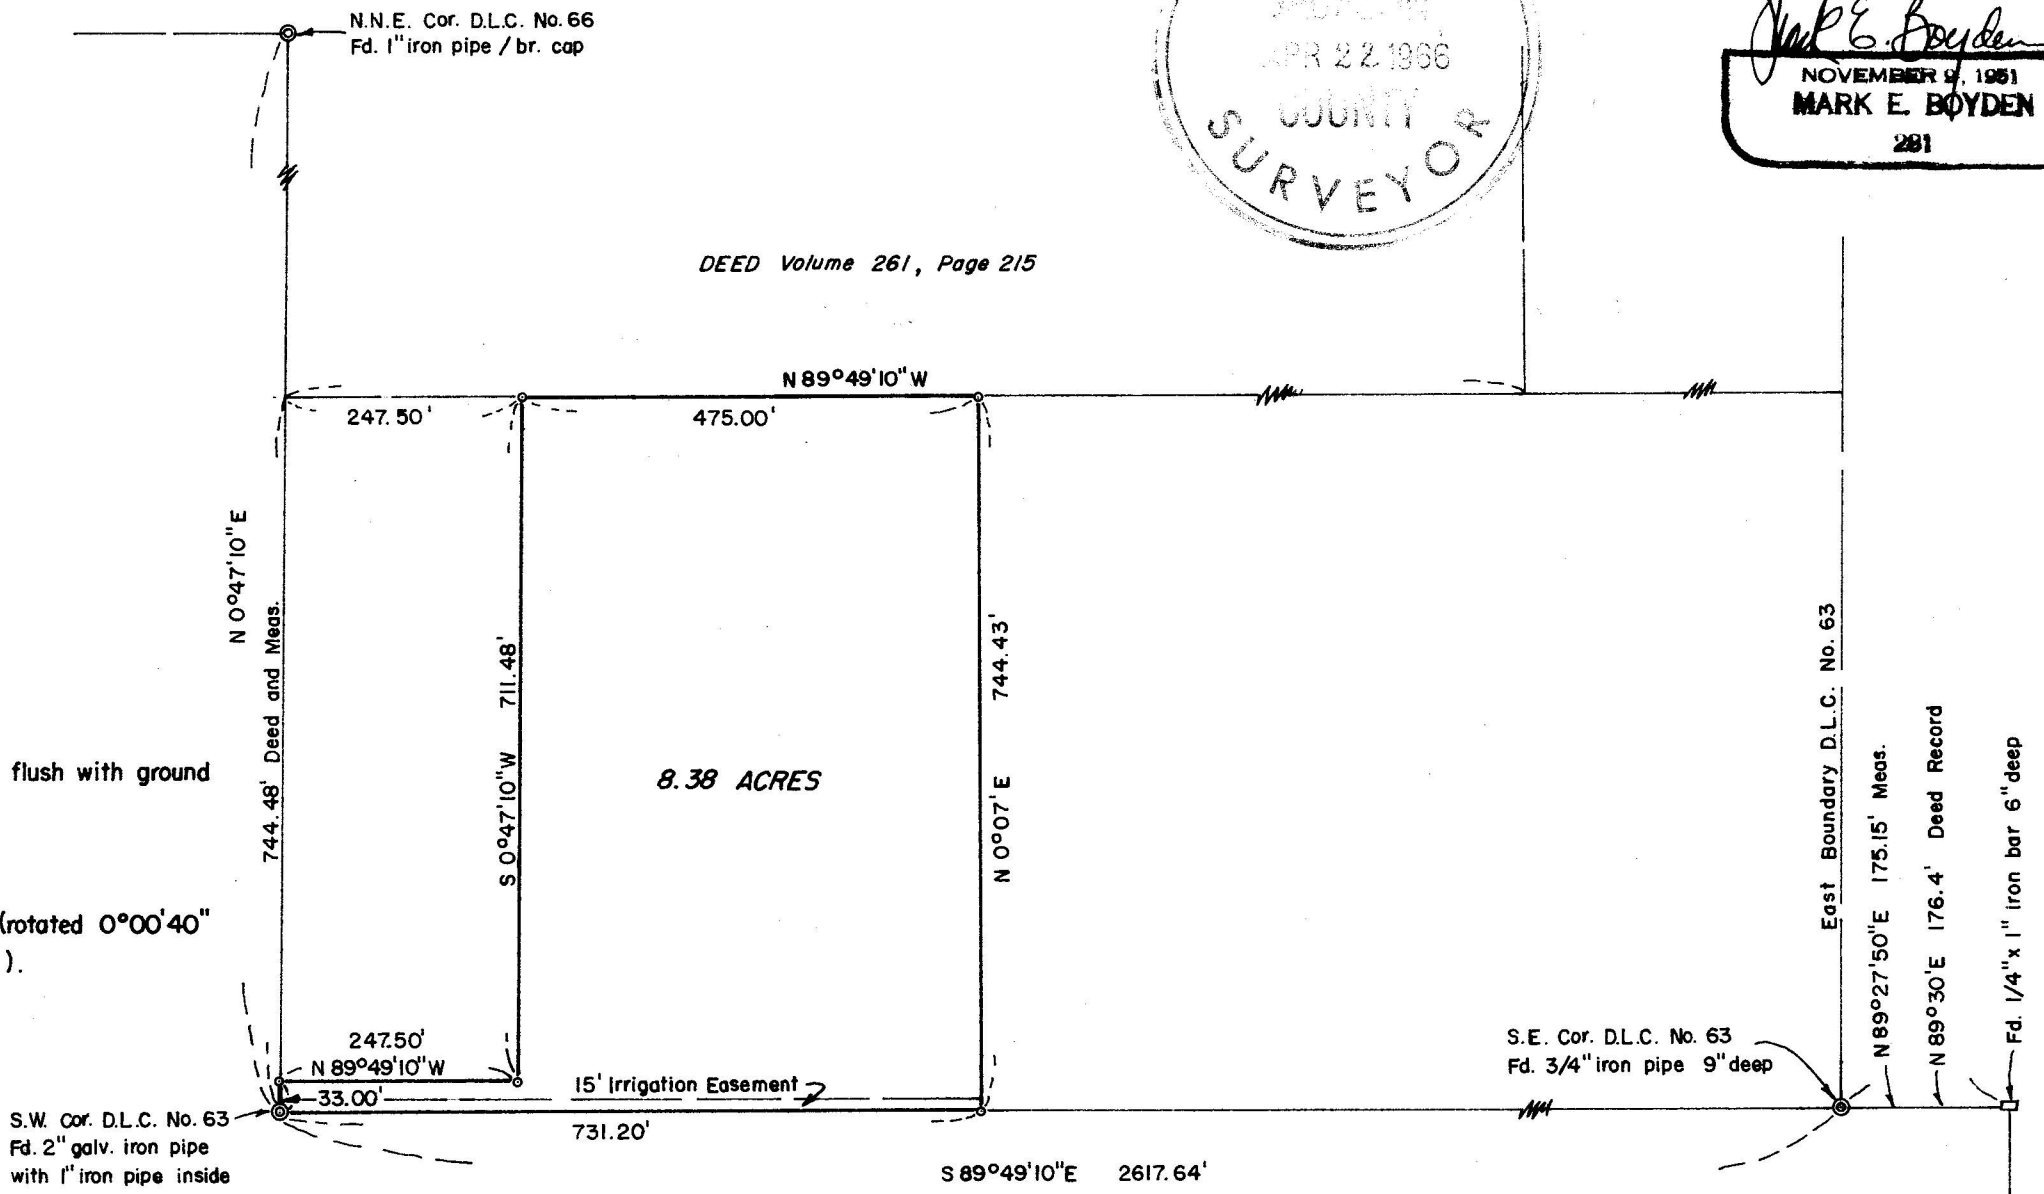 N.N.E. Cor. D.L.C. No. 66
Fd. 1" iron pipe / br. cap
APR 22 1966
COUNTY
SURVEYOR
Mark E. Boyden
NOVEMBER 9, 1951
MARK E. BOYDEN
281
DEED Volume 261, Page 215
N 89°49'10" W
247.50'
475.00'
N 0°47'10" E
744.48' Deed and Meas.
S 0°47'10" W 711.48'
8.38 ACRES
N 0°07' E 744.43'
East Boundary D.L.C. No. 63
N 89°27'50" E 175.15' Meas.
N 89°30' E 176.4' Deed Record
Fd. 1/4" x 1" iron bar 6" deep
flush with ground
(rotated 0°00'40"
).
247.50'
N 89°49'10" W
33.00'
15' Irrigation Easement
S.E. Cor. D.L.C. No. 63
Fd. 3/4" iron pipe 9" deep
S.W. Cor. D.L.C. No. 63
Fd. 2" galv. iron pipe
with 1" iron pipe inside
731.20'
S 89°49'10" E 2617.64'